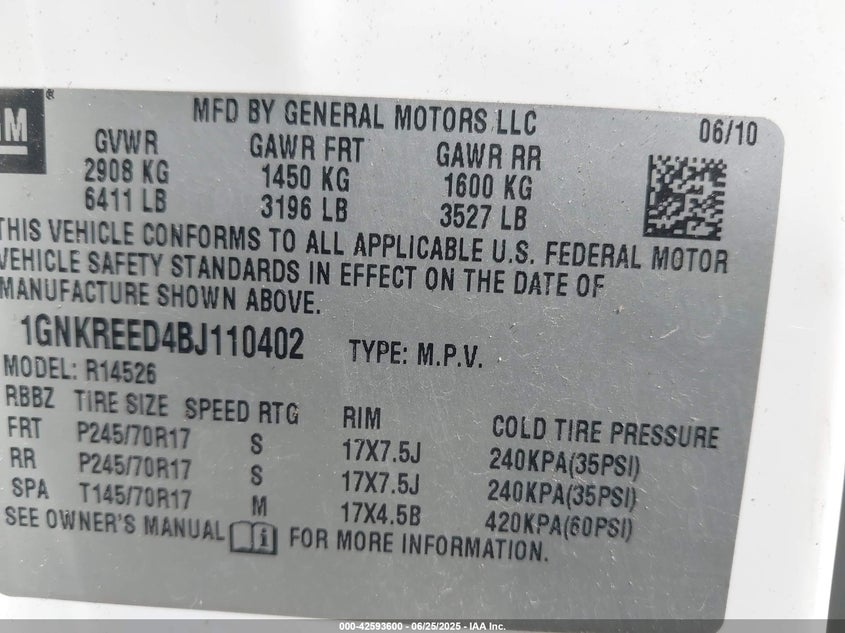 GM
MFD BY GENERAL MOTORS LLC 06/10
GVWR GAWR FRT GAWR RR
2908 KG 1450 KG 1600 KG
6411 LB 3196 LB 3527 LB
THIS VEHICLE CONFORMS TO ALL APPLICABLE U.S. FEDERAL MOTOR
VEHICLE SAFETY STANDARDS IN EFFECT ON THE DATE OF
MANUFACTURE SHOWN ABOVE.
1GNKREED4BJ110402 TYPE: M.P.V.
MODEL: R14526
RBBZ TIRE SIZE SPEED RTG RIM COLD TIRE PRESSURE
FRT P245/70R17 S 17X7.5J 240KPA(35PSI)
RR P245/70R17 S 17X7.5J 240KPA(35PSI)
SPA T145/70R17 M 17X4.5B 420KPA(60PSI)
SEE OWNER'S MANUAL i FOR MORE INFORMATION.
000-42593600 - 06/25/2025 - IAA Inc.